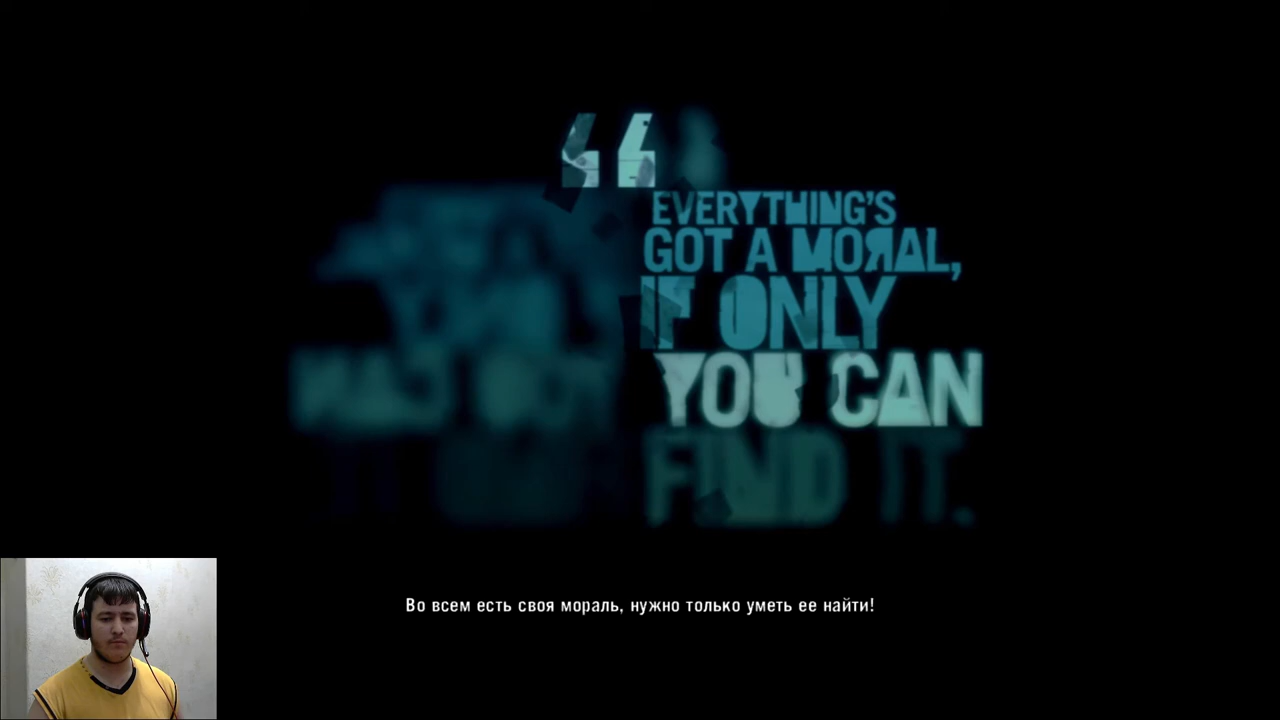 “
EVERYTHING'S
GOT A MORAL,
IF ONLY
YOU CAN
FIND IT.
Во всем есть своя мораль, нужно только уметь ее найти!